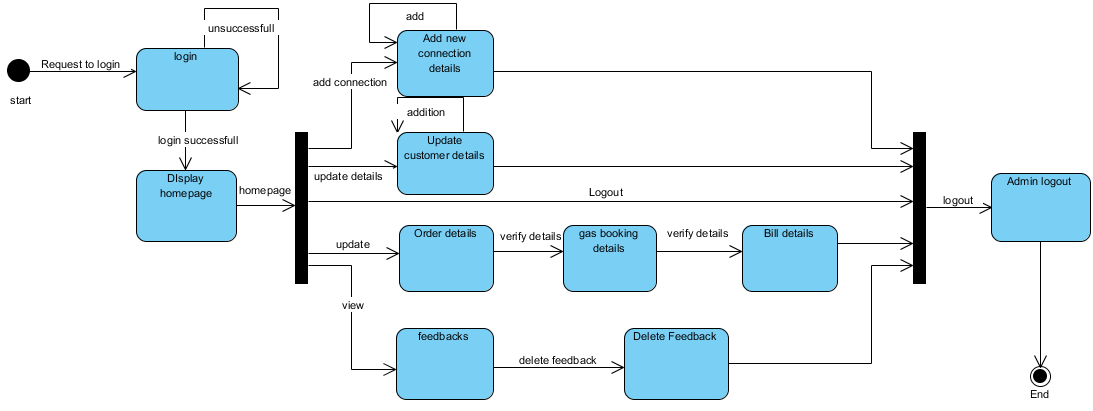 unsuccessfull
login
Request to login
start
login successfull
DIsplay
homepage
homepage
add
Add new
connection
details
add connection
addition
Update
customer details
update details
Logout
update
Order details
verify details
gas booking
details
verify details
Bill details
view
feedbacks
delete feedback
Delete Feedback
logout
Admin logout
End